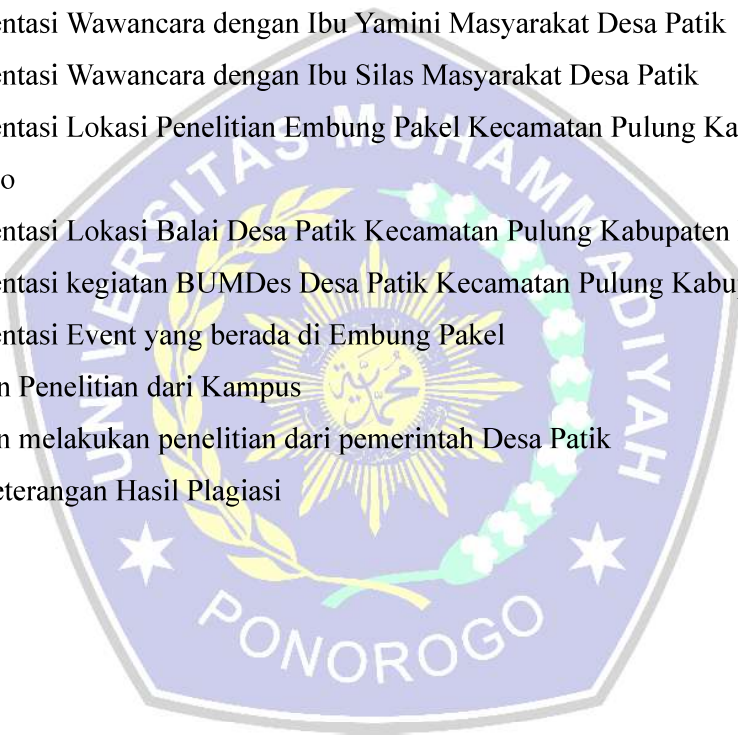 entasi Wawancara dengan Ibu Yamini Masyarakat Desa Patik
entasi Wawancara dengan Ibu Silas Masyarakat Desa Patik
entasi Lokasi Penelitian Embung Pakel Kecamatan Pulung Ka
o
entasi Lokasi Balai Desa Patik Kecamatan Pulung Kabupaten
entasi kegiatan BUMDes Desa Patik Kecamatan Pulung Kabu
entasi Event yang berada di Embung Pakel
n Penelitian dari Kampus
n melakukan penelitian dari pemerintah Desa Patik
eterangan Hasil Plagiasi
UNIVERSITAS MUHAMMADIYAH
محمدية
PONOROGO